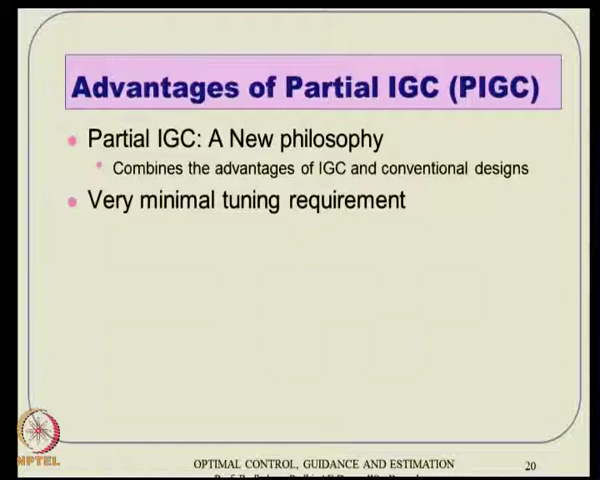 Advantages of Partial IGC (PIGC)
Partial IGC: A New philosophy
Combines the advantages of IGC and conventional designs
Very minimal tuning requirement
NPTEL
OPTIMAL CONTROL, GUIDANCE AND ESTIMATION
20